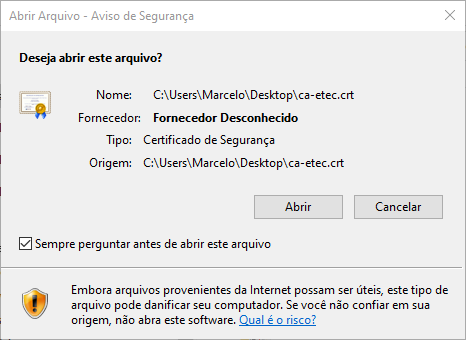 Abrir Arquivo - Aviso de Segurança
Deseja abrir este arquivo?
Nome: C:\Users\Marcelo\Desktop\ca-etec.crt
Fornecedor: Fornecedor Desconhecido
Tipo: Certificado de Segurança
Origem: C:\Users\Marcelo\Desktop\ca-etec.crt
Abrir Cancelar
Sempre perguntar antes de abrir este arquivo
Embora arquivos provenientes da Internet possam ser úteis, este tipo de
arquivo pode danificar seu computador. Se você não confiar em sua
origem, não abra este software. Qual é o risco?